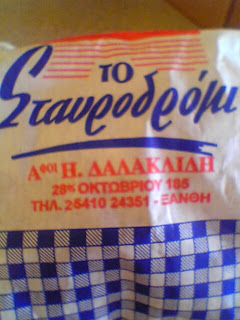 ΤΟ
Σταυροδρόμι
Αφοι Η. ΔΑΛΑΚΛΙΔΗ
28ης ΟΚΤΩΒΡΙΟΥ 185
ΤΗΛ. 25410 24351 - ΞΑΝΘΗ